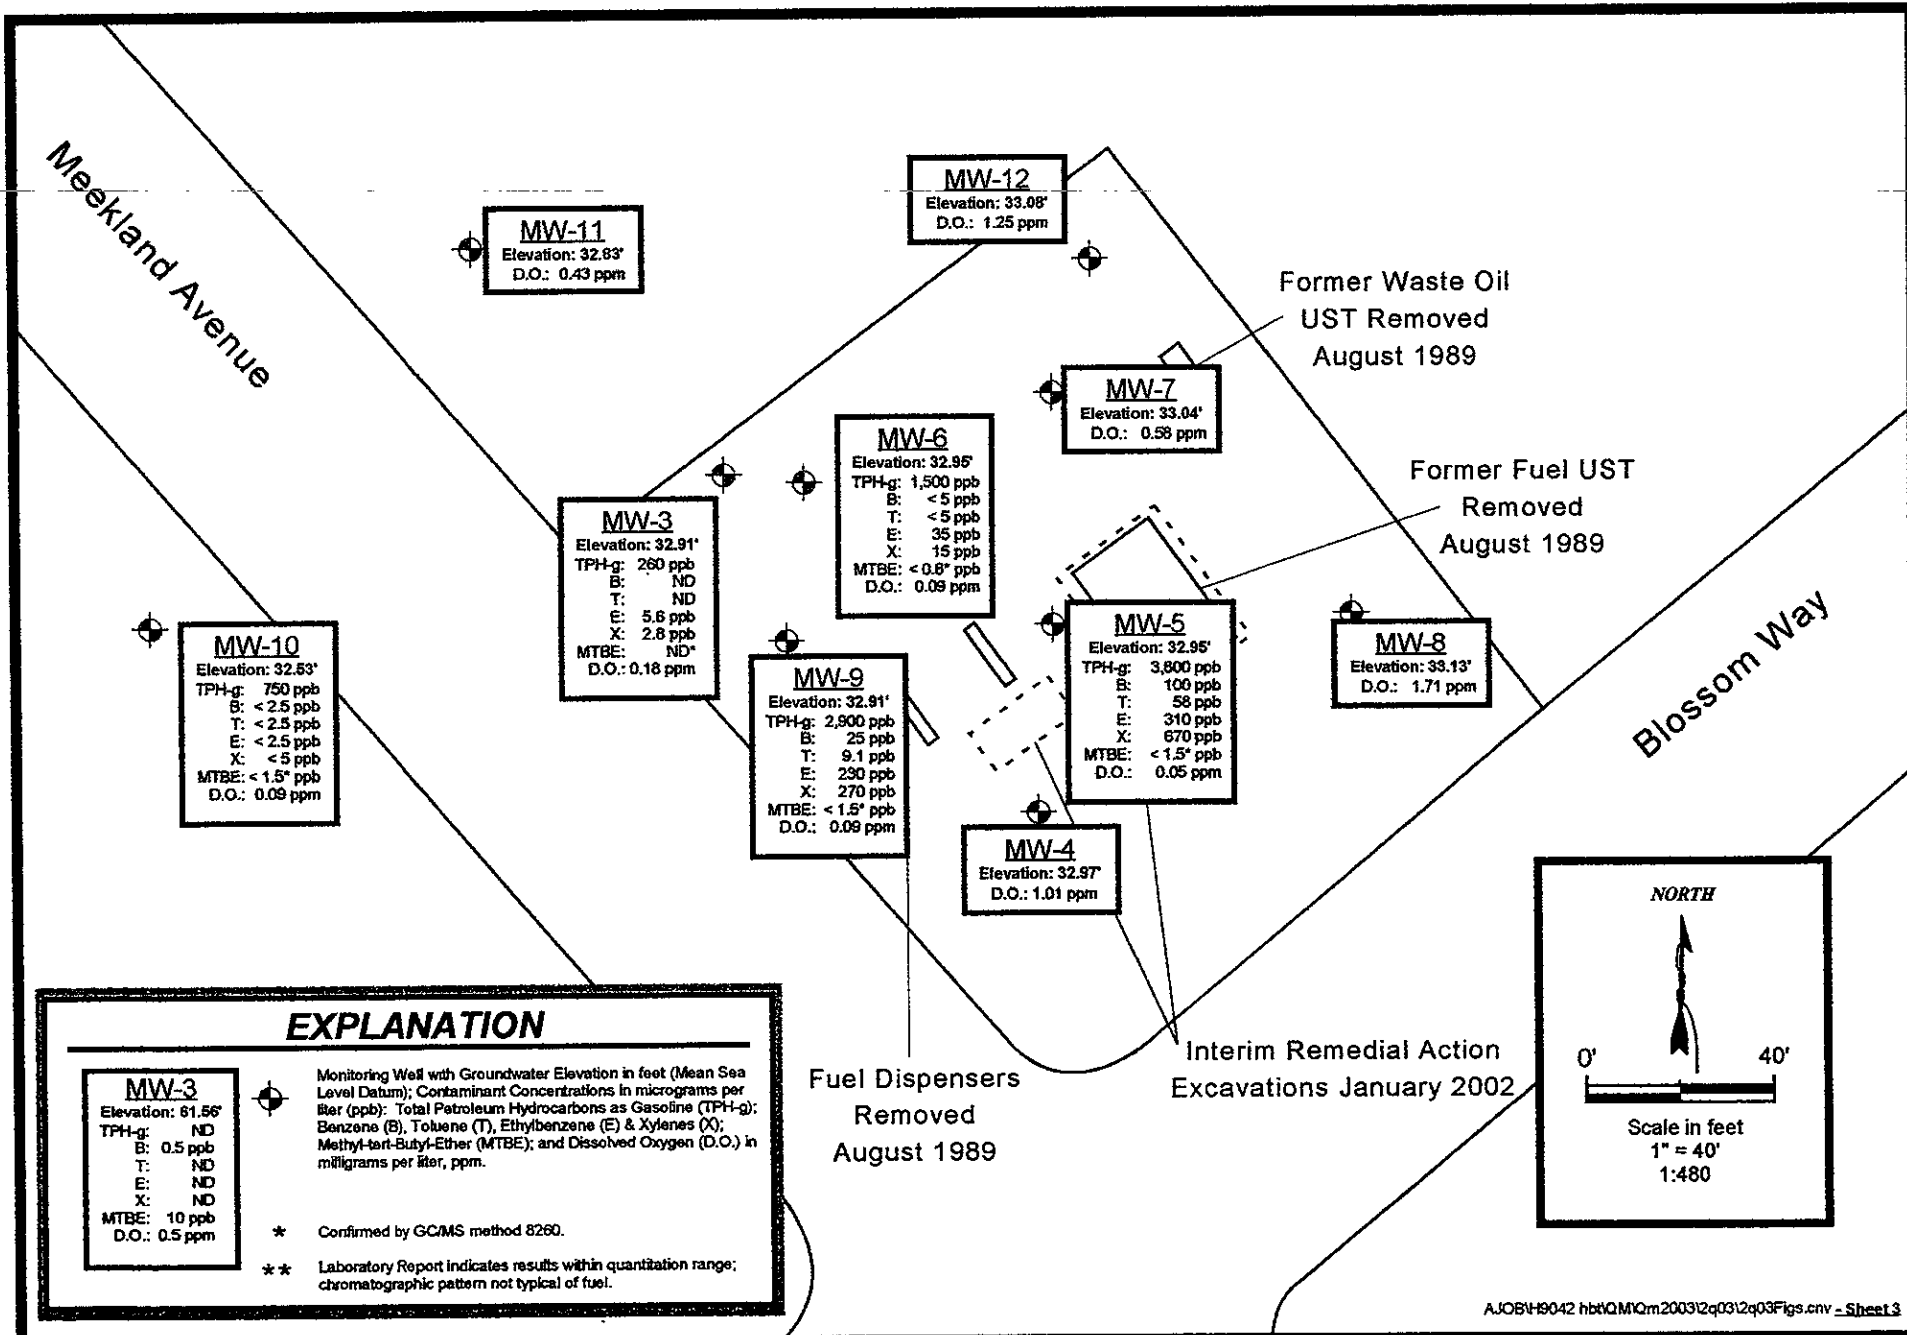 Meekland Avenue
MW-11
Elevation: 32.83'
D.O.: 0.43 ppm
MW-12
Elevation: 33.08'
D.O.: 1.25 ppm
Former Waste Oil
UST Removed
August 1989
MW-7
Elevation: 33.04'
D.O.: 0.58 ppm
MW-6
Elevation: 32.95'
TPH-g: 1,500 ppb
B: < 5 ppb
T: < 5 ppb
E: 35 ppb
X: 15 ppb
MTBE: < 0.6* ppb
D.O.: 0.09 ppm
Former Fuel UST
Removed
August 1989
MW-3
Elevation: 32.91'
TPH-g: 260 ppb
B: ND
T: ND
E: 5.6 ppb
X: 2.8 ppb
MTBE: ND*
D.O.: 0.18 ppm
MW-10
Elevation: 32.53'
TPH-g: 750 ppb
B: < 2.5 ppb
T: < 2.5 ppb
E: < 2.5 ppb
X: < 5 ppb
MTBE: < 1.5* ppb
D.O.: 0.09 ppm
MW-9
Elevation: 32.91'
TPH-g: 2,900 ppb
B: 25 ppb
T: 9.1 ppb
E: 230 ppb
X: 270 ppb
MTBE: < 1.5* ppb
D.O.: 0.09 ppm
MW-5
Elevation: 32.95'
TPH-g: 3,600 ppb
B: 100 ppb
T: 58 ppb
E: 310 ppb
X: 670 ppb
MTBE: < 1.5* ppb
D.O.: 0.05 ppm
MW-8
Elevation: 33.13'
D.O.: 1.71 ppm
Blossom Way
MW-4
Elevation: 32.97'
D.O.: 1.01 ppm
Interim Remedial Action
Excavations January 2002
Fuel Dispensers
Removed
August 1989
NORTH
0' 40'
Scale in feet
1" = 40'
1:480
EXPLANATION
MW-3
Elevation: 61.56'
TPH-g: ND
B: 0.5 ppb
T: ND
E: ND
X: ND
MTBE: 10 ppb
D.O.: 0.5 ppm
Monitoring Well with Groundwater Elevation in feet (Mean Sea
Level Datum); Contaminant Concentrations in micrograms per
liter (ppb): Total Petroleum Hydrocarbons as Gasoline (TPH-g);
Benzene (B), Toluene (T), Ethylbenzene (E) & Xylenes (X);
Methyl-tert-Butyl-Ether (MTBE); and Dissolved Oxygen (D.O.) in
milligrams per liter, ppm.
* Confirmed by GC/MS method 8260.
** Laboratory Report indicates results within quantitation range;
chromatographic pattern not typical of fuel.
AJOB\H9042 hbt\QM\Qm2003\2q03\2q03Figs.cnv - Sheet 3